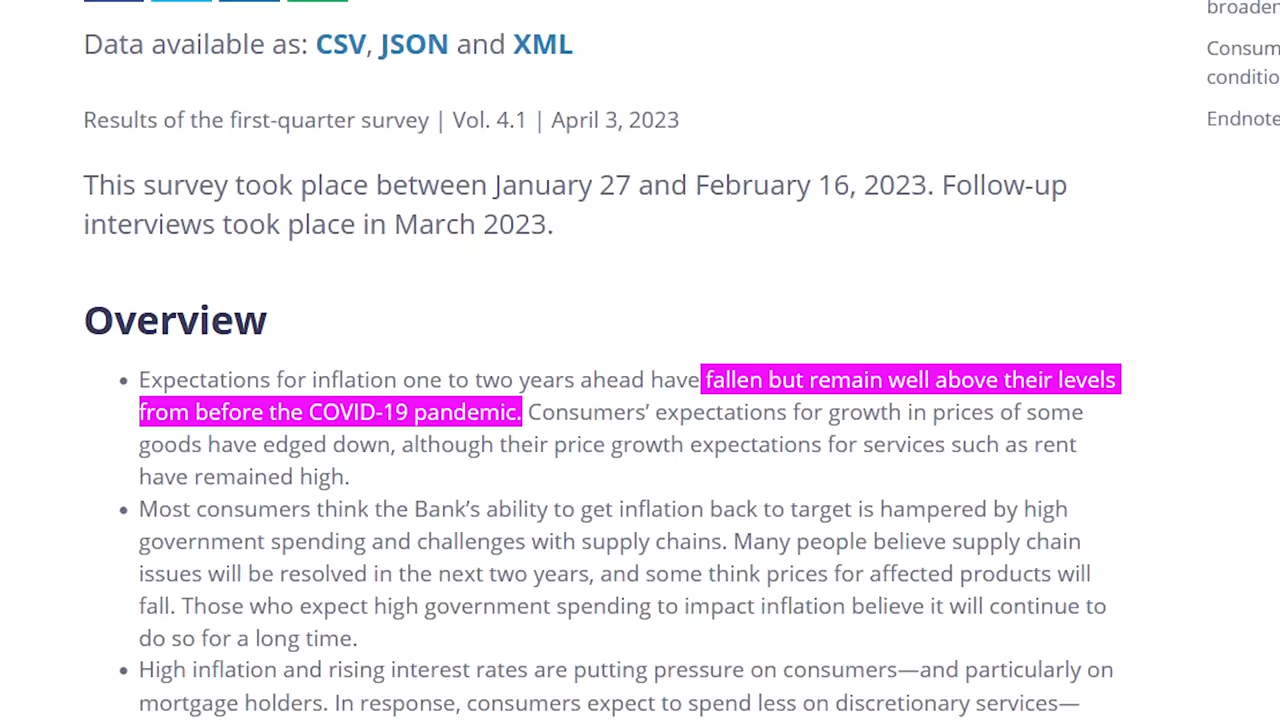 Data available as: CSV, JSON and XML
Results of the first-quarter survey | Vol. 4.1 | April 3, 2023
This survey took place between January 27 and February 16, 2023. Follow-up
interviews took place in March 2023.
Overview
• Expectations for inflation one to two years ahead have fallen but remain well above their levels
from before the COVID-19 pandemic. Consumers’ expectations for growth in prices of some
goods have edged down, although their price growth expectations for services such as rent
have remained high.
• Most consumers think the Bank’s ability to get inflation back to target is hampered by high
government spending and challenges with supply chains. Many people believe supply chain
issues will be resolved in the next two years, and some think prices for affected products will
fall. Those who expect high government spending to impact inflation believe it will continue to
do so for a long time.
• High inflation and rising interest rates are putting pressure on consumers—and particularly on
mortgage holders. In response, consumers expect to spend less on discretionary services—
broaden
Consum
conditio
Endnote